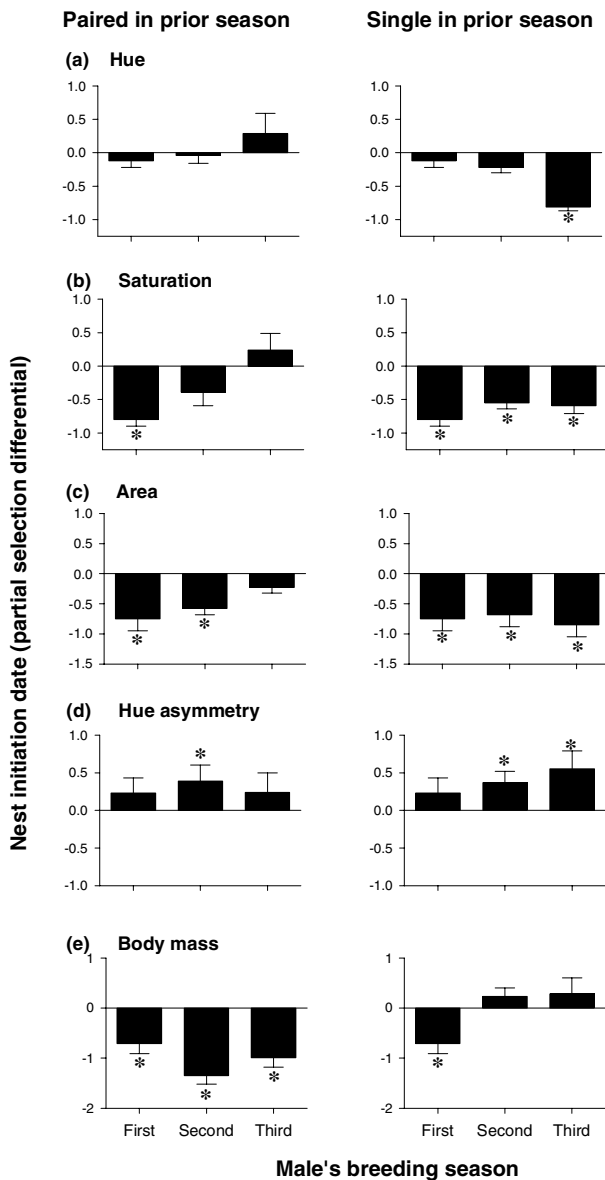 Paired in prior season Single in prior season
(a) Hue
1.0 1.0
0.5 0.5
0.0 0.0
-0.5 -0.5
-1.0 -1.0
*
(b) Saturation
1.0 1.0
0.5 0.5
0.0 0.0
-0.5 -0.5
-1.0 -1.0
* * * *
(c) Area
1.0 1.0
0.5 0.5
0.0 0.0
-0.5 -0.5
-1.0 -1.0
-1.5 -1.5
* * * * *
(d) Hue asymmetry
1.0 1.0
0.5 0.5
0.0 0.0
-0.5 -0.5
-1.0 -1.0
* * *
(e) Body mass
1 1
0 0
-1 -1
-2 -2
* * * *
First Second Third First Second Third
Male's breeding season
Nest initiation date (partial selection differential)